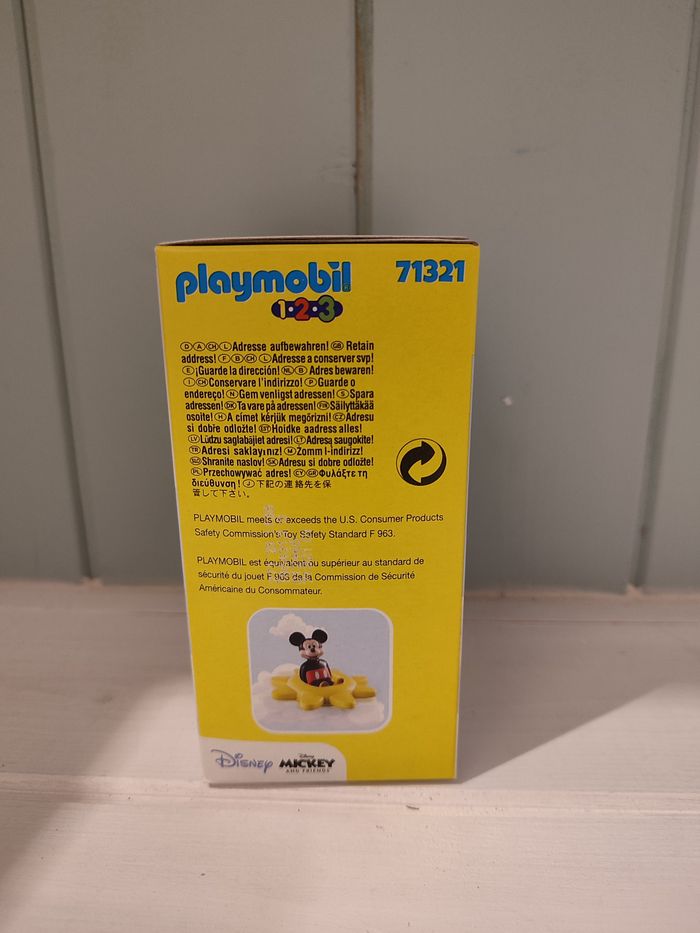 playmobil 71321
1·2·3
D A CH L Adresse aufbewahren! GB Retain
address! F B CH L Adresse a conserver svp!
E ¡Guarde la dirección! NL B Adres bewaren!
I CH Conservare l'indirizzo! P Guarde o
endereço! N Gem venligst adressen! S Spara
adressen! DK Ta vare på adressen! FIN Säilyttäkää
osoite! H A címet kérjük megőrizni! CZ Adresu
si dobře odložte! EST Hoidke aadress alles!
LV Lūdzu saglabājiet adresi! LT Adresą saugokite!
TR Adresi saklayınız! M Żomm l-indirizz!
SLO Shranite naslov! SK Adresu si dobre odložte!
PL Przechowywać adres! CY GR Φυλάξτε τη
διεύθυνση! J 下記の連絡先を保
管して下さい。
PLAYMOBIL meets or exceeds the U.S. Consumer Products
Safety Commission's Toy Safety Standard F 963.
PLAYMOBIL est équivalent ou supérieur au standard de
sécurité du jouet F 963 de la Commission de Sécurité
Américaine du Consommateur.
Disney Disney
MICKEY
AND FRIENDS